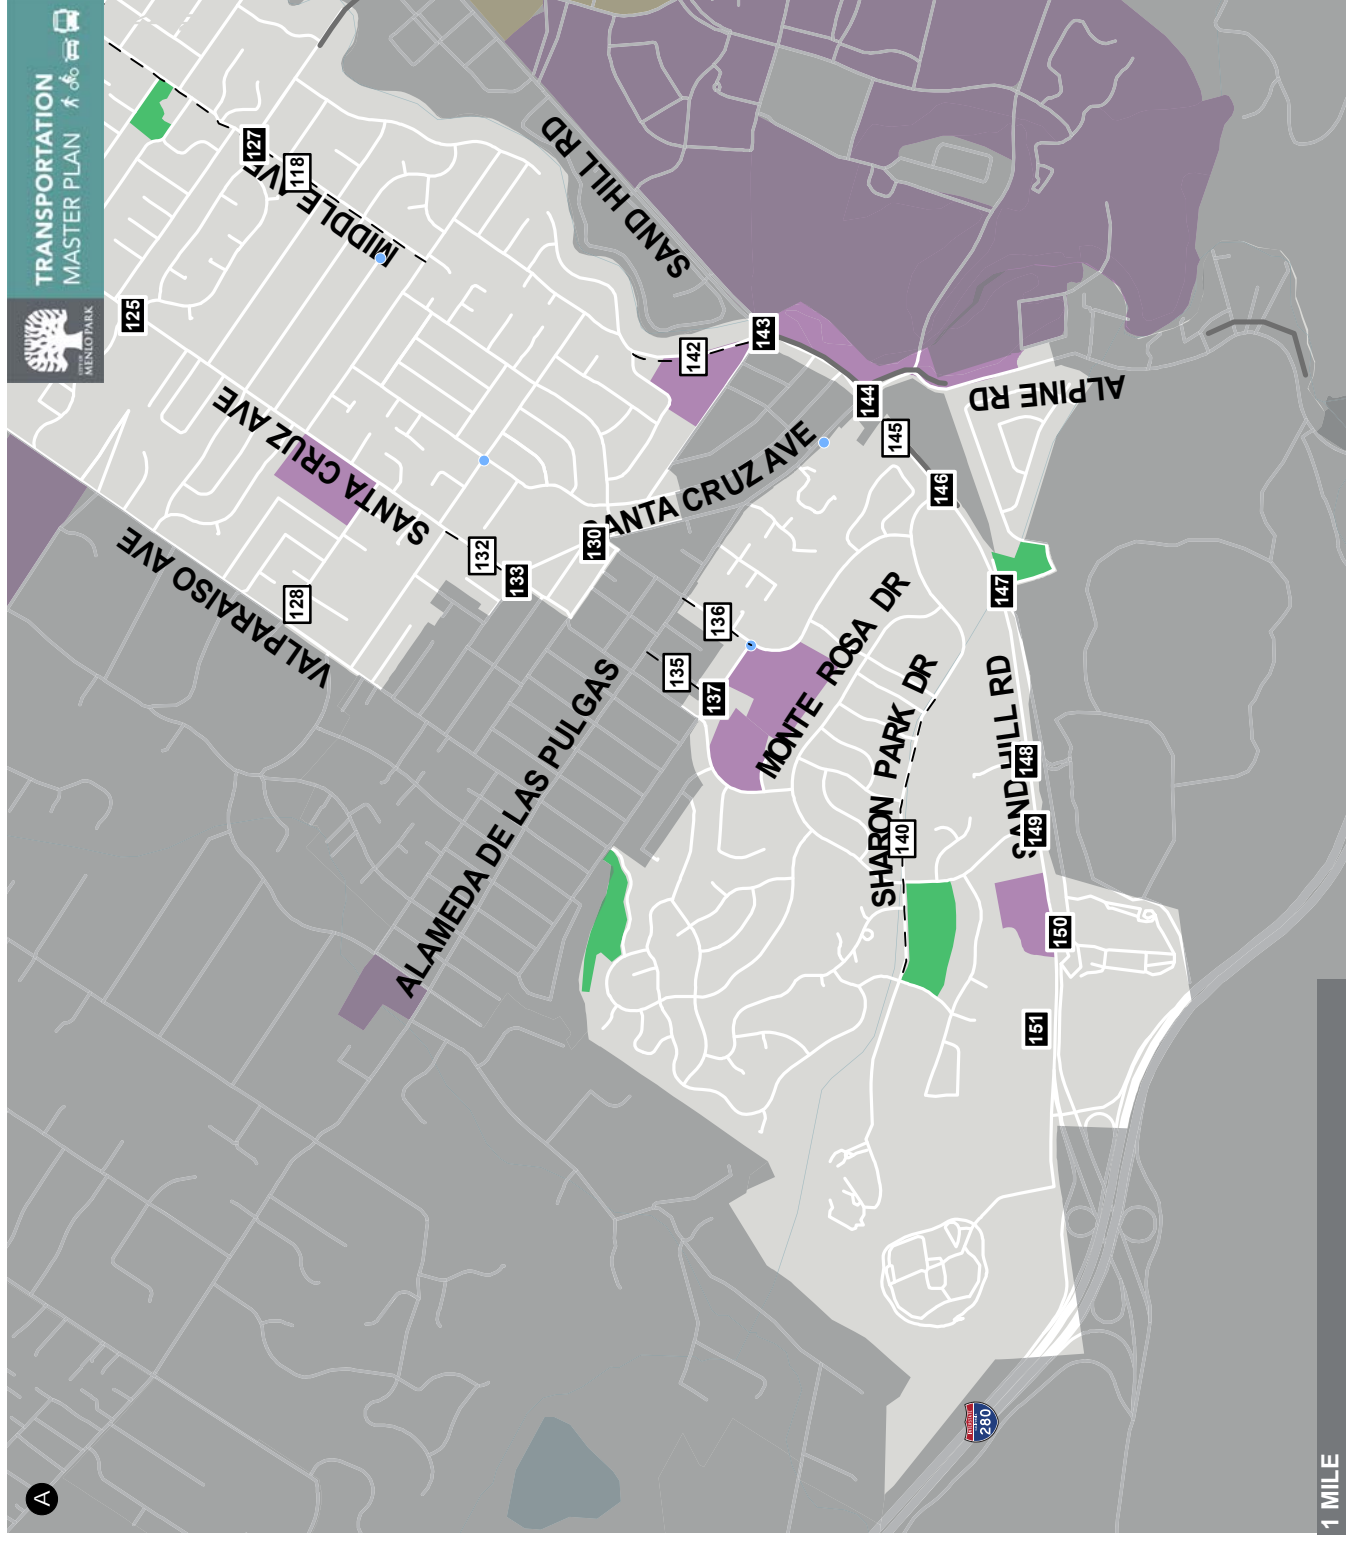 TRANSPORTATION
MASTER PLAN
CITY OF
MENLO PARK
127
118
MIDDLE AVE
125
SAND HILL RD
SANTA CRUZ AVE
142
143
VALPARAISO AVE
128
132
133
130
SANTA CRUZ AVE
144
145
ALPINE RD
146
147
136
135
137
MONTE ROSA DR
ALAMEDA DE LAS PULGAS
SHARON PARK DR
140
SAND HILL RD
148
149
150
151
280
A
1 MILE